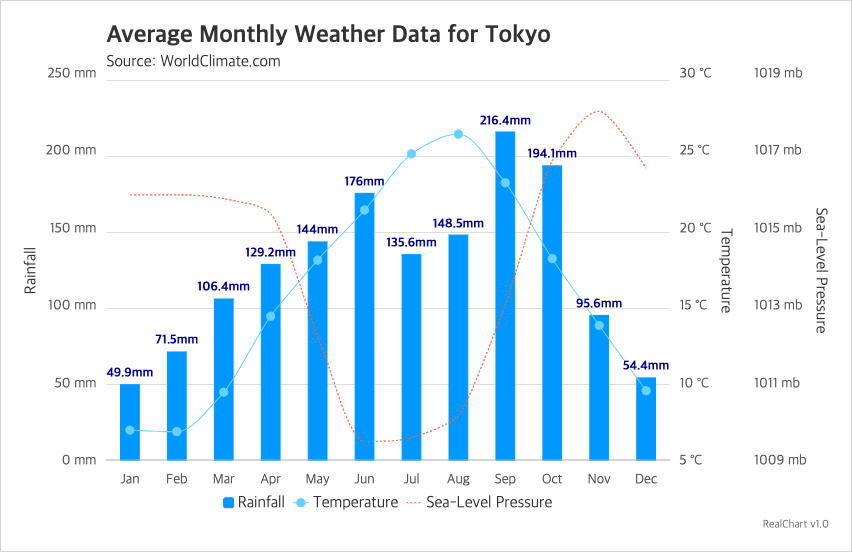 Average Monthly Weather Data for Tokyo
Source: WorldClimate.com
250 mm
200 mm
150 mm
100 mm
50 mm
0 mm
Rainfall
30 °C
25 °C
20 °C
15 °C
10 °C
5 °C
Temperature
1019 mb
1017 mb
1015 mb
1013 mb
1011 mb
1009 mb
Sea-Level Pressure
49.9mm
71.5mm
106.4mm
129.2mm
144mm
176mm
135.6mm
148.5mm
216.4mm
194.1mm
95.6mm
54.4mm
Jan Feb Mar Apr May Jun Jul Aug Sep Oct Nov Dec
Rainfall Temperature Sea-Level Pressure
RealChart v1.0